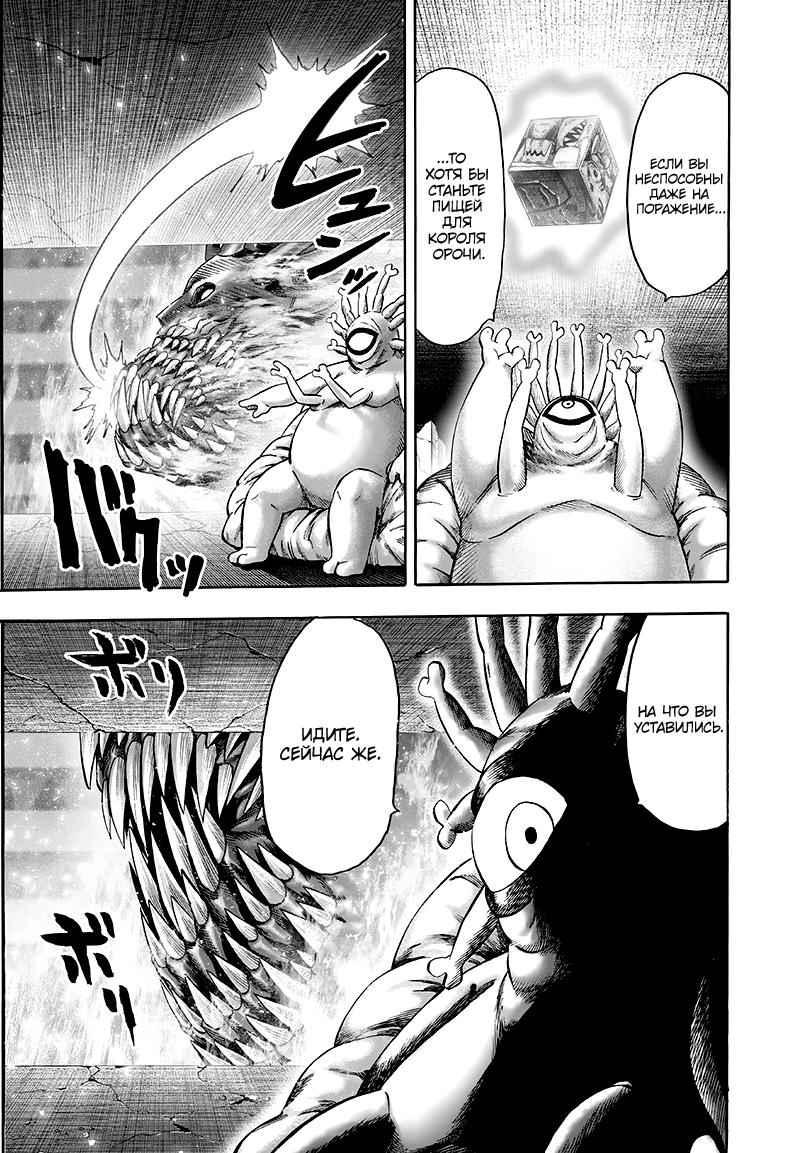 ЕСЛИ ВЫ
НЕСПОСОБНЫ
ДАЖЕ НА
ПОРАЖЕНИЕ...
...ТО
ХОТЯ БЫ
СТАНЬТЕ
ПИЩЕЙ
ДЛЯ
КОРОЛЯ
ОРОЧИ.
ヒュン
バクッ
НА ЧТО ВЫ
УСТАВИЛИСЬ.
ИДИТЕ.
СЕЙЧАС ЖЕ.
ボリ
ボリ